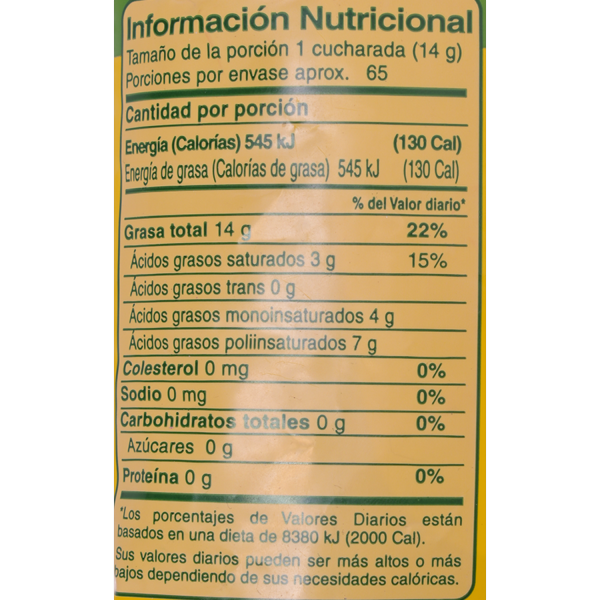 Información Nutricional
Tamaño de la porción 1 cucharada (14 g)
Porciones por envase aprox. 65
Cantidad por porción
Energía (Calorías) 545 kJ (130 Cal)
Energía de grasa (Calorías de grasa) 545 kJ (130 Cal)
% del Valor diario*
Grasa total 14 g 22%
Ácidos grasos saturados 3 g 15%
Ácidos grasos trans 0 g
Ácidos grasos monoinsaturados 4 g
Ácidos grasos poliinsaturados 7 g
Colesterol 0 mg 0%
Sodio 0 mg 0%
Carbohidratos totales 0 g 0%
Azúcares 0 g
Proteína 0 g 0%
*Los porcentajes de Valores Diarios están
basados en una dieta de 8380 kJ (2000 Cal).
Sus valores diarios pueden ser más altos o más
bajos dependiendo de sus necesidades calóricas.